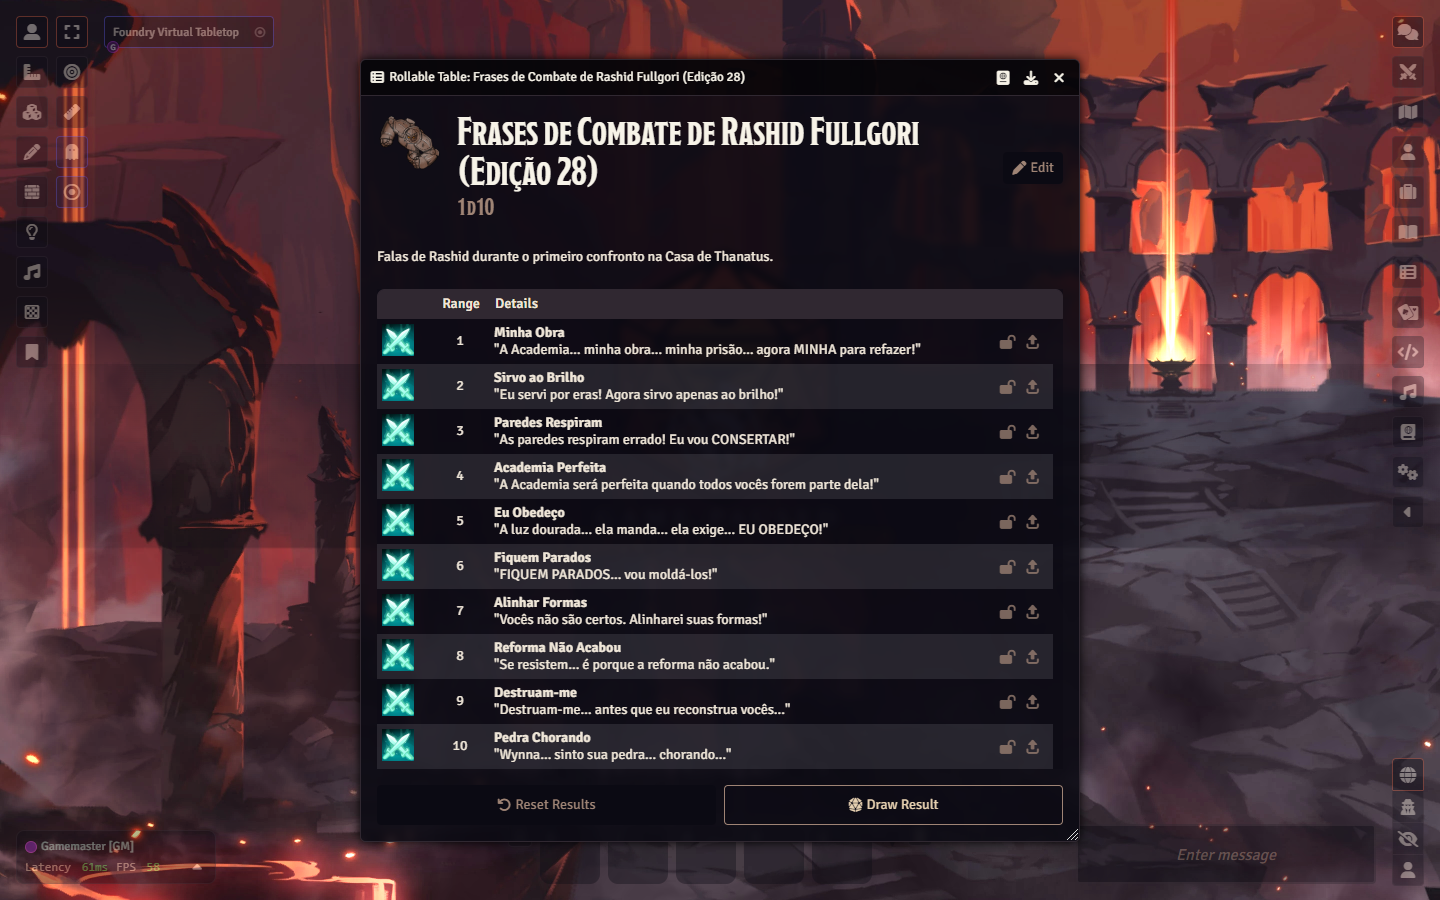 Foundry Virtual Tabletop
G
Rollable Table: Frases de Combate de Rashid Fullgori (Edição 28)
Frases de Combate de Rashid Fullgori
(Edição 28)
1d10
Edit
Falas de Rashid durante o primeiro confronto na Casa de Thanatus.
Range Details
1 Minha Obra
"A Academia... minha obra... minha prisão... agora MINHA para refazer!"
2 Sirvo ao Brilho
"Eu servi por eras! Agora sirvo apenas ao brilho!"
3 Paredes Respiram
"As paredes respiram errado! Eu vou CONSERTAR!"
4 Academia Perfeita
"A Academia será perfeita quando todos vocês forem parte dela!"
5 Eu Obedeço
"A luz dourada... ela manda... ela exige... EU OBEDEÇO!"
6 Fiquem Parados
"FIQUEM PARADOS... vou moldá-los!"
7 Alinhar Formas
"Vocês não são certos. Alinharei suas formas!"
8 Reforma Não Acabou
"Se resistem... é porque a reforma não acabou."
9 Destruam-me
"Destruam-me... antes que eu reconstrua vocês..."
10 Pedra Chorando
"Wynna... sinto sua pedra... chorando..."
Reset Results
Draw Result
Gamemaster [GM]
Latency 61ms FPS 58
Enter message